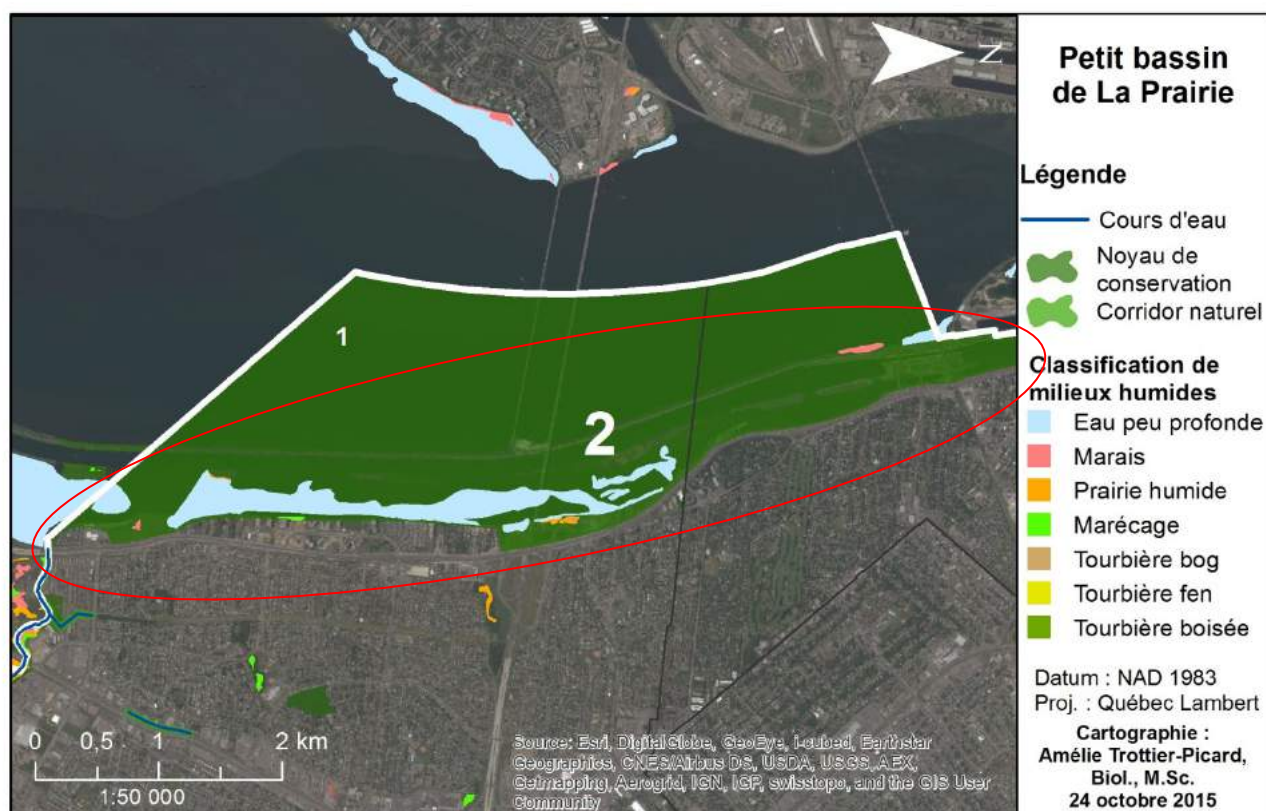 Petit bassin
de La Prairie
N
Légende
Cours d'eau
Noyau de
conservation
Corridor naturel
Classification de
milieux humides
Eau peu profonde
Marais
Prairie humide
Marécage
Tourbière bog
Tourbière fen
Tourbière boisée
Datum : NAD 1983
Proj. : Québec Lambert
Cartographie :
Amélie Trottier-Picard,
Biol., M.Sc.
24 octobre 2015
1
2
0 0,5 1 2 km
1:50 000
Source: Esri, DigitalGlobe, GeoEye, i-cubed, Earthstar
Geographics, CNES/Airbus DS, USDA, USGS, AEX,
Getmapping, Aerogrid, IGN, IGP, swisstopo, and the GIS User
Community